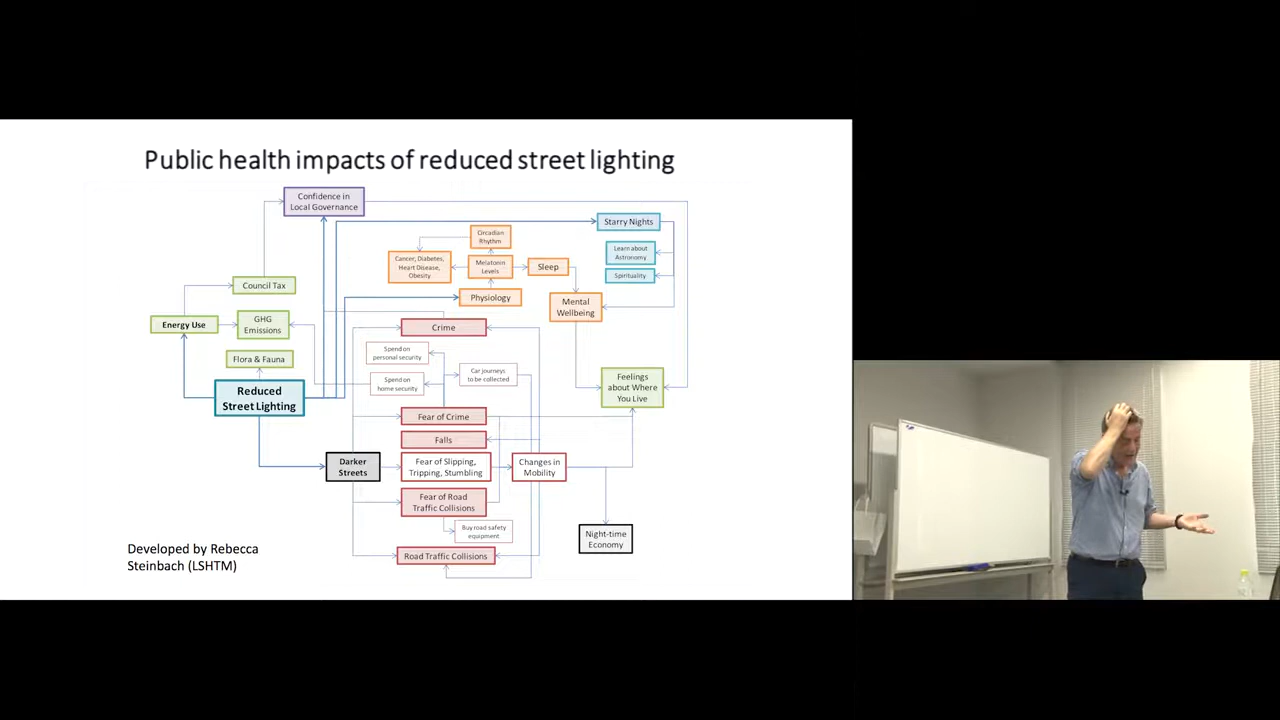 Public health impacts of reduced street lighting
Confidence in
Local Governance
Starry Nights
Circadian
Rhythm
Learn about
Astronomy
Cancer, Diabetes,
Heart Disease,
Obesity
Melatonin
Levels
Sleep
Spirituality
Council Tax
Physiology
Mental
Wellbeing
Energy Use
GHG
Emissions
Crime
Flora & Fauna
Spend on
personal security
Car journeys
to be collected
Spend on
home security
Feelings
about Where
You Live
Reduced
Street Lighting
Fear of Crime
Falls
Darker
Streets
Fear of Slipping,
Tripping, Stumbling
Changes in
Mobility
Fear of Road
Traffic Collisions
Buy road safety
equipment
Night-time
Economy
Road Traffic Collisions
Developed by Rebecca
Steinbach (LSHTM)